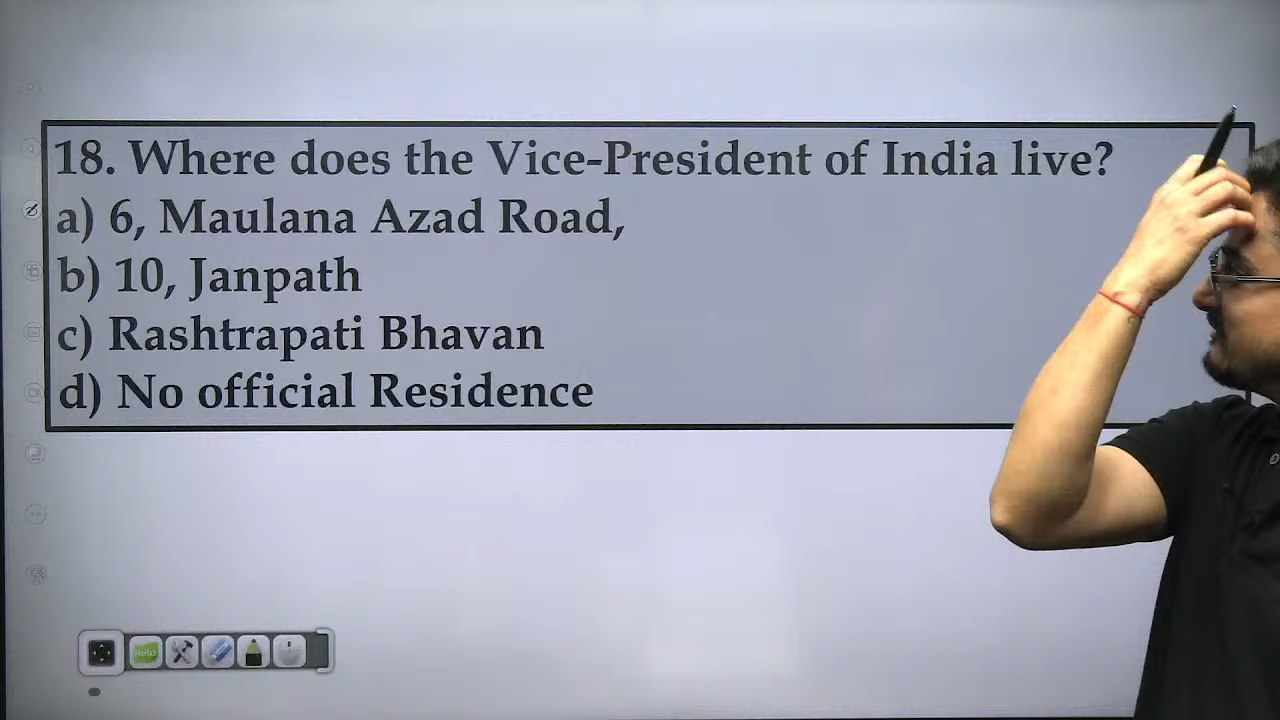 18. Where does the Vice-President of India live?
a) 6, Maulana Azad Road,
b) 10, Janpath
c) Rashtrapati Bhavan
d) No official Residence
Note